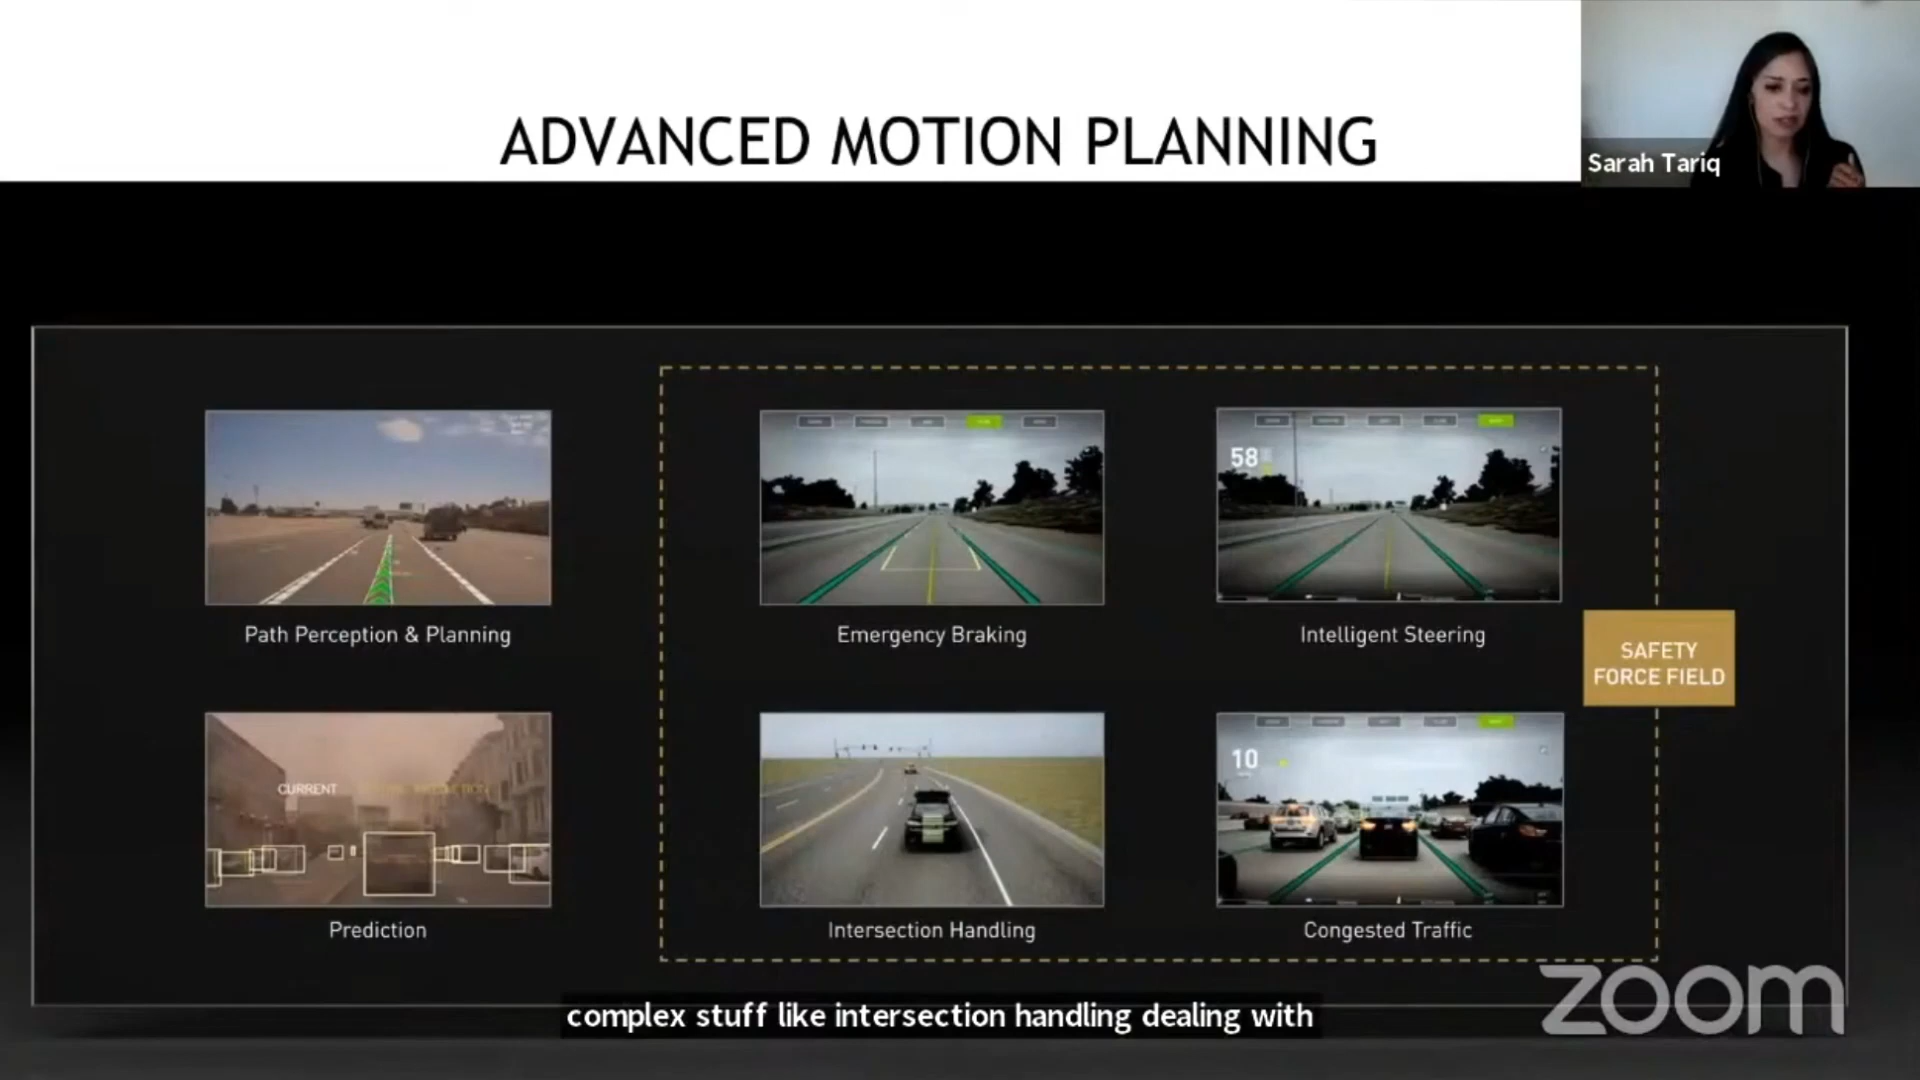 ADVANCED MOTION PLANNING
Sarah Tariq
58
Path Perception & Planning
Emergency Braking
Intelligent Steering
SAFETY
FORCE FIELD
CURRENT
10
Prediction
Intersection Handling
Congested Traffic
zoom
complex stuff like intersection handling dealing with